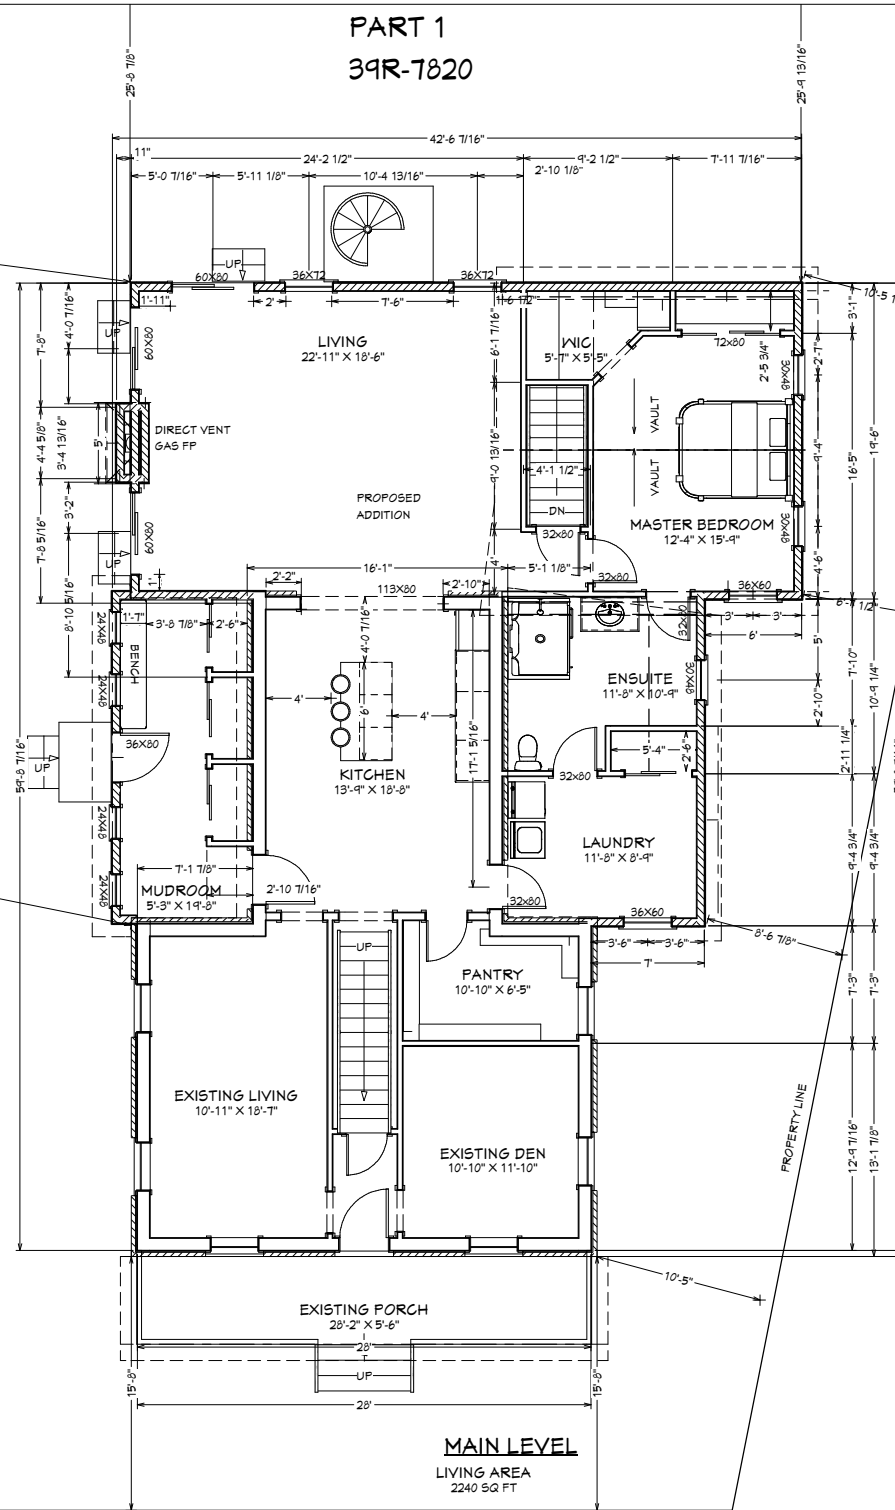 PART 1
39R-7820
25'-8 7/8"
25'-9 13/16"
42'-6 7/16"
11"
24'-2 1/2"
9'-2 1/2"
7'-11 7/16"
5'-0 7/16"
5'-11 1/8"
10'-4 13/16"
2'-10 1/8"
UP
60X80
36X72
36X72
10'-5 1
1'-11"
2'
7'-6"
1'-6 1/2"
3'-1"
4'-0 7/16"
7'-8"
UP
60X80
LIVING
22'-11" X 18'-6"
6'-1 7/16"
WIC
5'-7" X 5'-5"
72x80
2'-5 3/4"
30x48
2'-7"
VAULT
VAULT
DIRECT VENT
GAS FP
5'
4'-4 5/8"
3'-4 13/16"
4'-1 1/2"
9'-0 13/16"
9'-4"
16'-5"
19'-6"
PROPOSED
ADDITION
DN
32x80
MASTER BEDROOM
12'-4" X 15'-9"
30x48
3'-2"
7'-8 5/16"
60X80
UP
4'
4'-6"
16'-1"
5'-1 1/8"
1'
2'-2"
113X80
2'-10"
32x80
36X60
6'-7 1/2"
8'-10 5/16"
1'-7"
3'-8 7/8"
2'-6"
24X48
BENCH
4'-0 7/16"
32x80
3'
3'
6'
5'
24X48
4'
6'
4'
ENSUITE
11'-8" X 10'-9"
30X48
2'-10"
7'-10"
10'-9 1/4"
36X80
UP
KITCHEN
13'-9" X 18'-8"
17'-1 5/16"
32x80
5'-4"
2'-6"
2'-11 1/4"
59'-8 7/16"
24X48
LAUNDRY
11'-8" X 8'-9"
9'-4 3/4"
9'-4 3/4"
24X48
7'-1 7/8"
MUDROOM
5'-3" X 19'-8"
2'-10 7/16"
32x80
36X60
3'-6"
3'-6"
7'
8'-6 7/8"
UP
PANTRY
10'-10" X 6'-5"
7'-3"
7'-3"
EXISTING LIVING
10'-11" X 18'-7"
EXISTING DEN
10'-10" X 11'-10"
PROPERTY LINE
12'-9 7/16"
13'-1 7/8"
10'-5"
EXISTING PORCH
28'-2" X 5'-6"
28'
UP
15'-8"
15'-8"
28'
MAIN LEVEL
LIVING AREA
2240 SQ FT